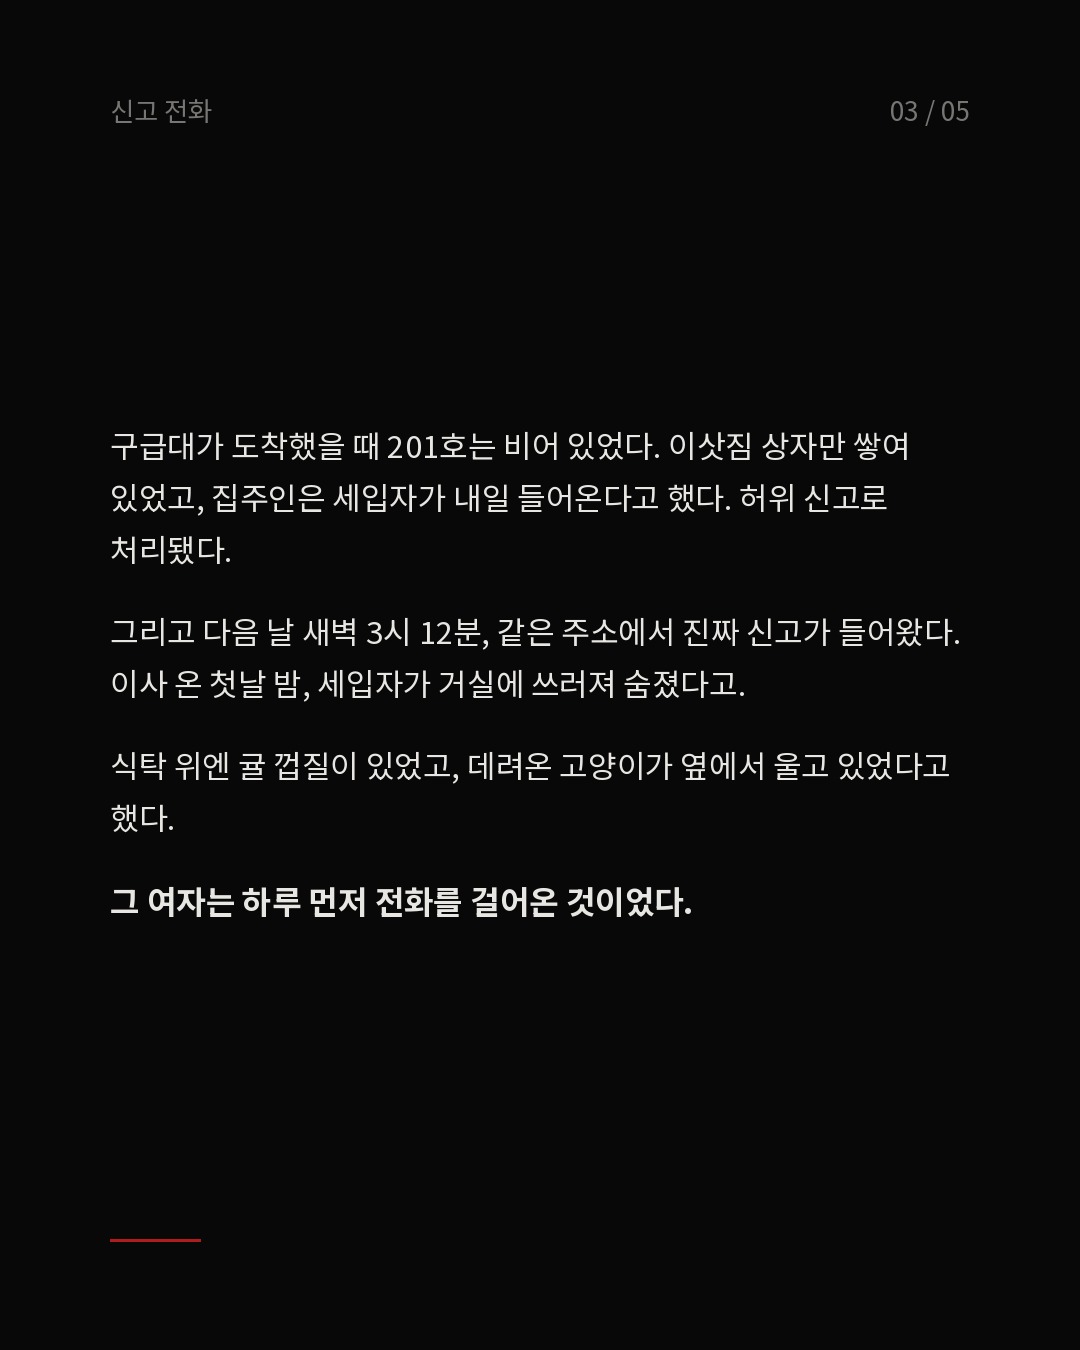 신고 전화
03 / 05
구급대가 도착했을 때 201호는 비어 있었다. 이삿짐 상자만 쌓여
있었고, 집주인은 세입자가 내일 들어온다고 했다. 허위 신고로
처리됐다.
그리고 다음 날 새벽 3시 12분, 같은 주소에서 진짜 신고가 들어왔다.
이사 온 첫날 밤, 세입자가 거실에 쓰러져 숨졌다고.
식탁 위엔 귤 껍질이 있었고, 데려온 고양이가 옆에서 울고 있었다고
했다.
그 여자는 하루 먼저 전화를 걸어온 것이었다.